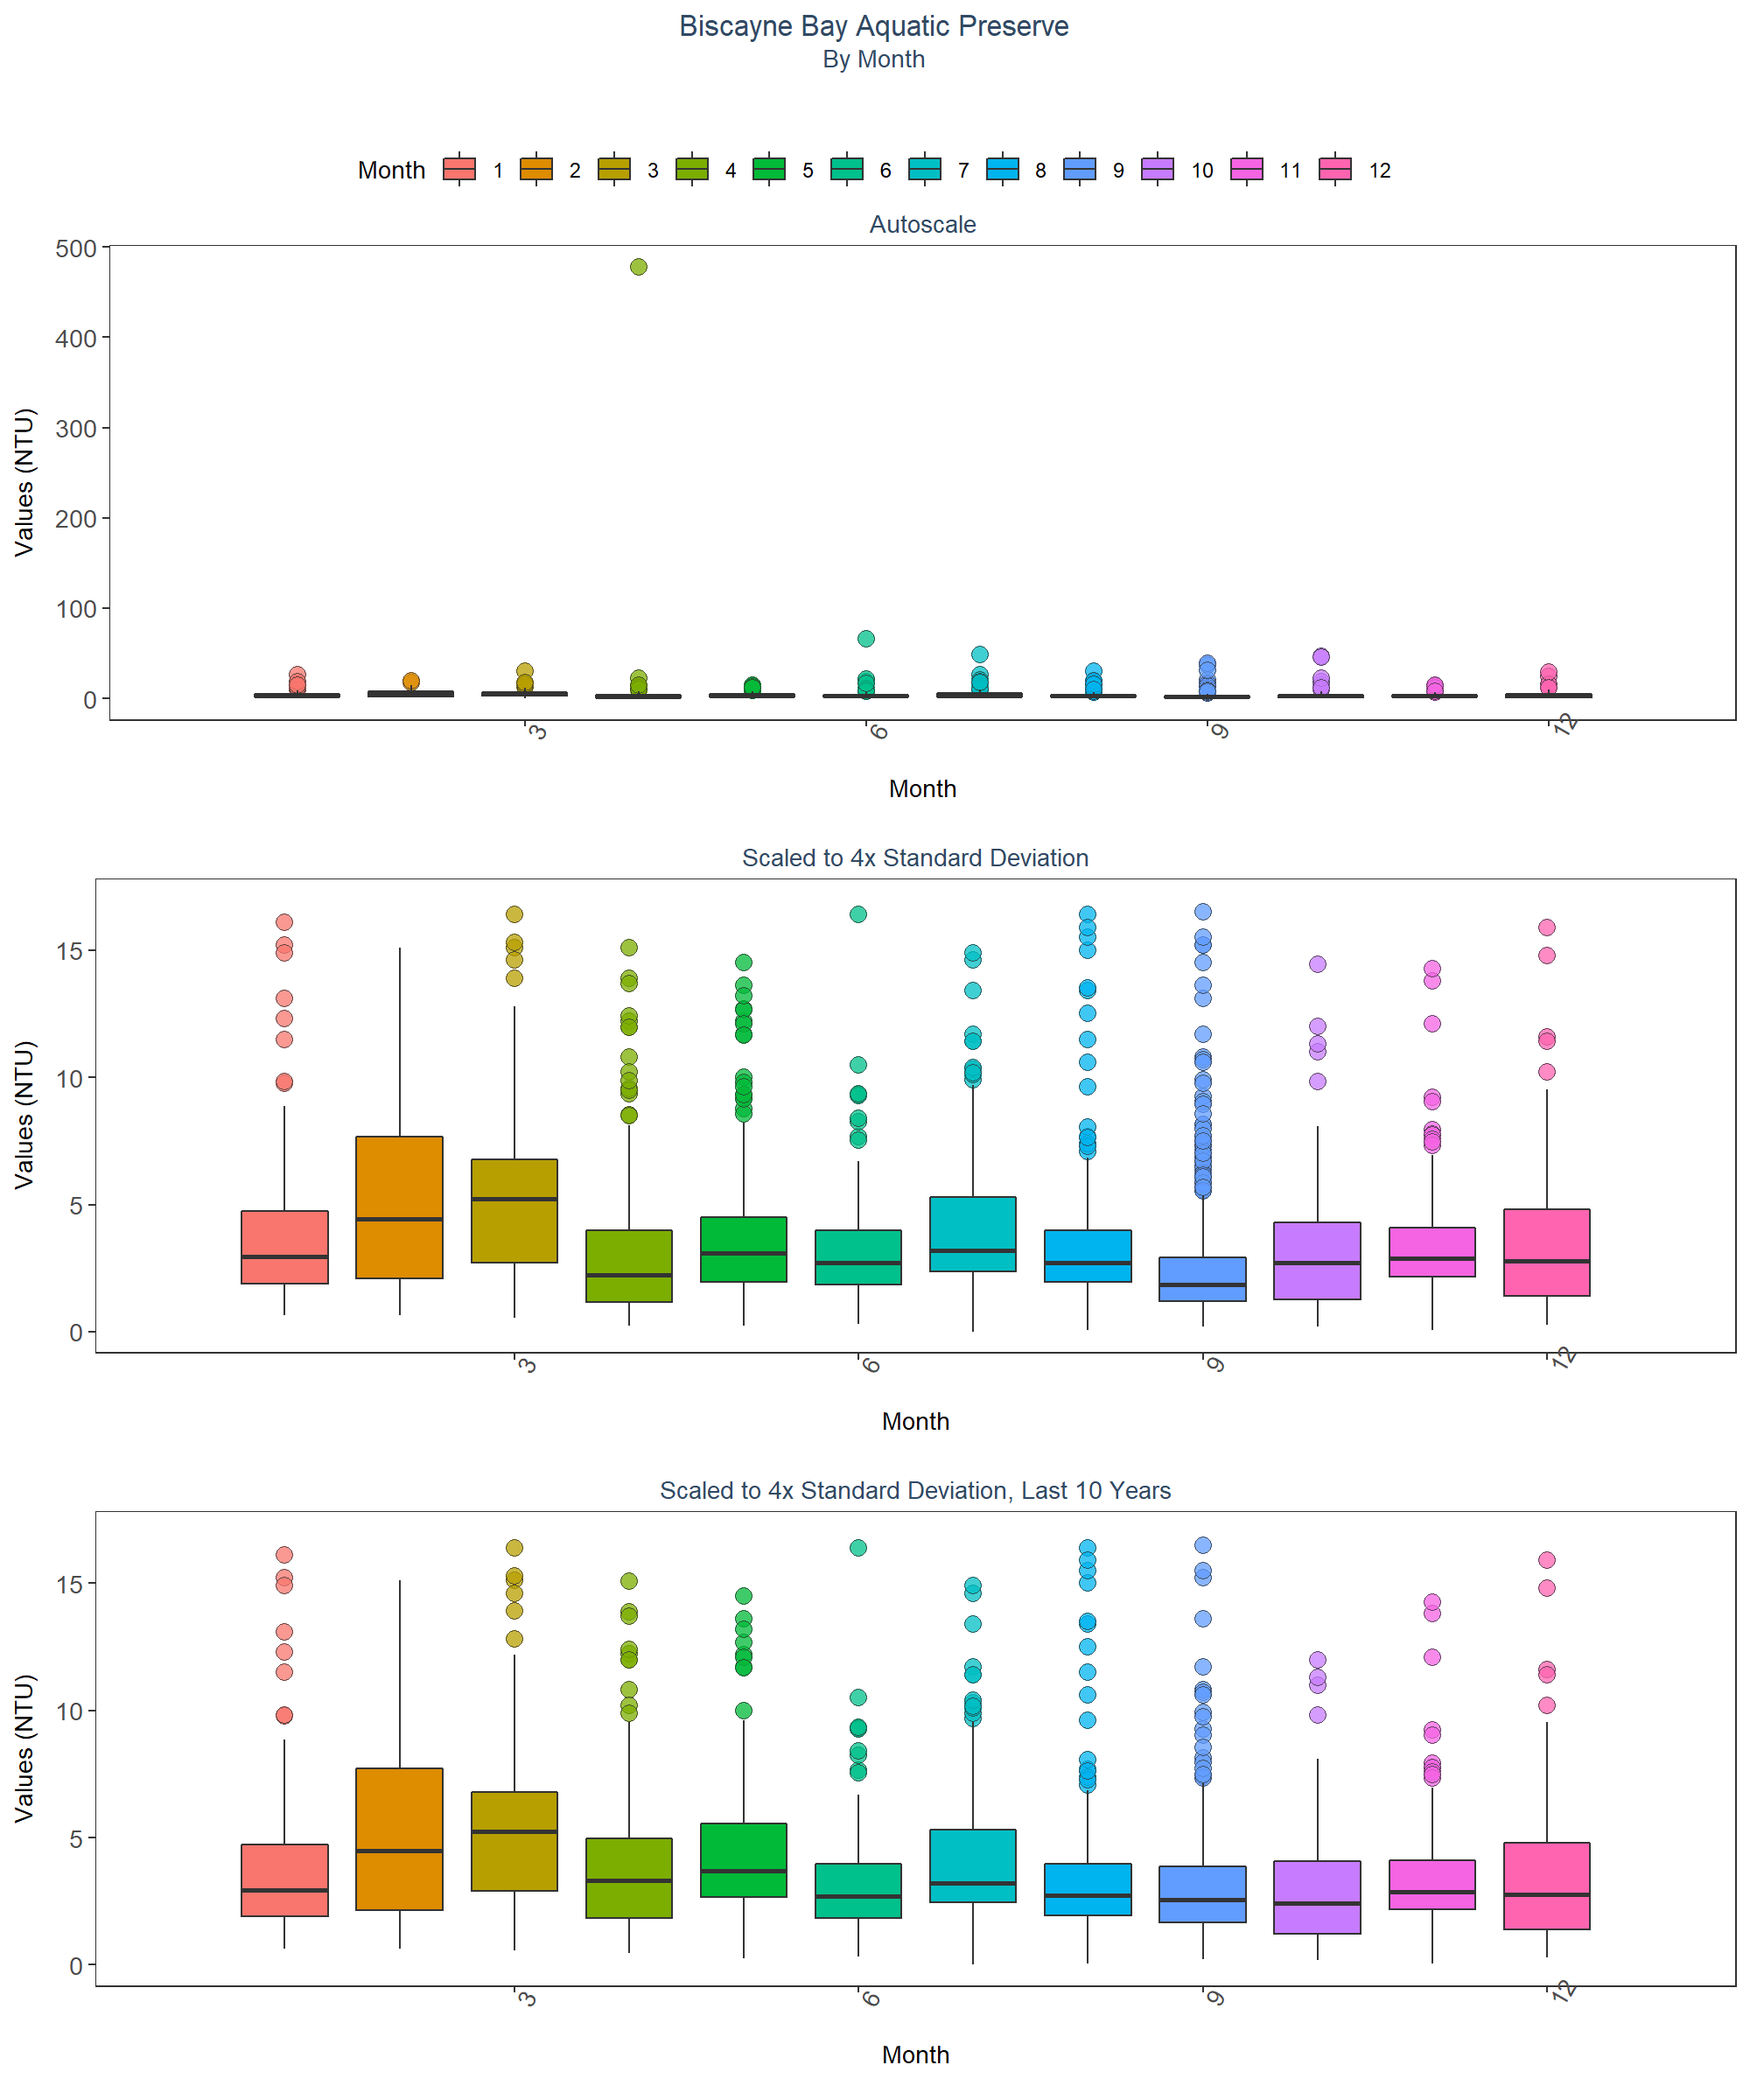 Biscayne Bay Aquatic Preserve
By Month
Month 1 2 3 4 5 6 7 8 9 10 11 12
Autoscale
Values (NTU)
500
400
300
200
100
0
3 6 9 12
Month
Scaled to 4x Standard Deviation
Values (NTU)
15
10
5
0
3 6 9 12
Month
Scaled to 4x Standard Deviation, Last 10 Years
Values (NTU)
15
10
5
0
3 6 9 12
Month